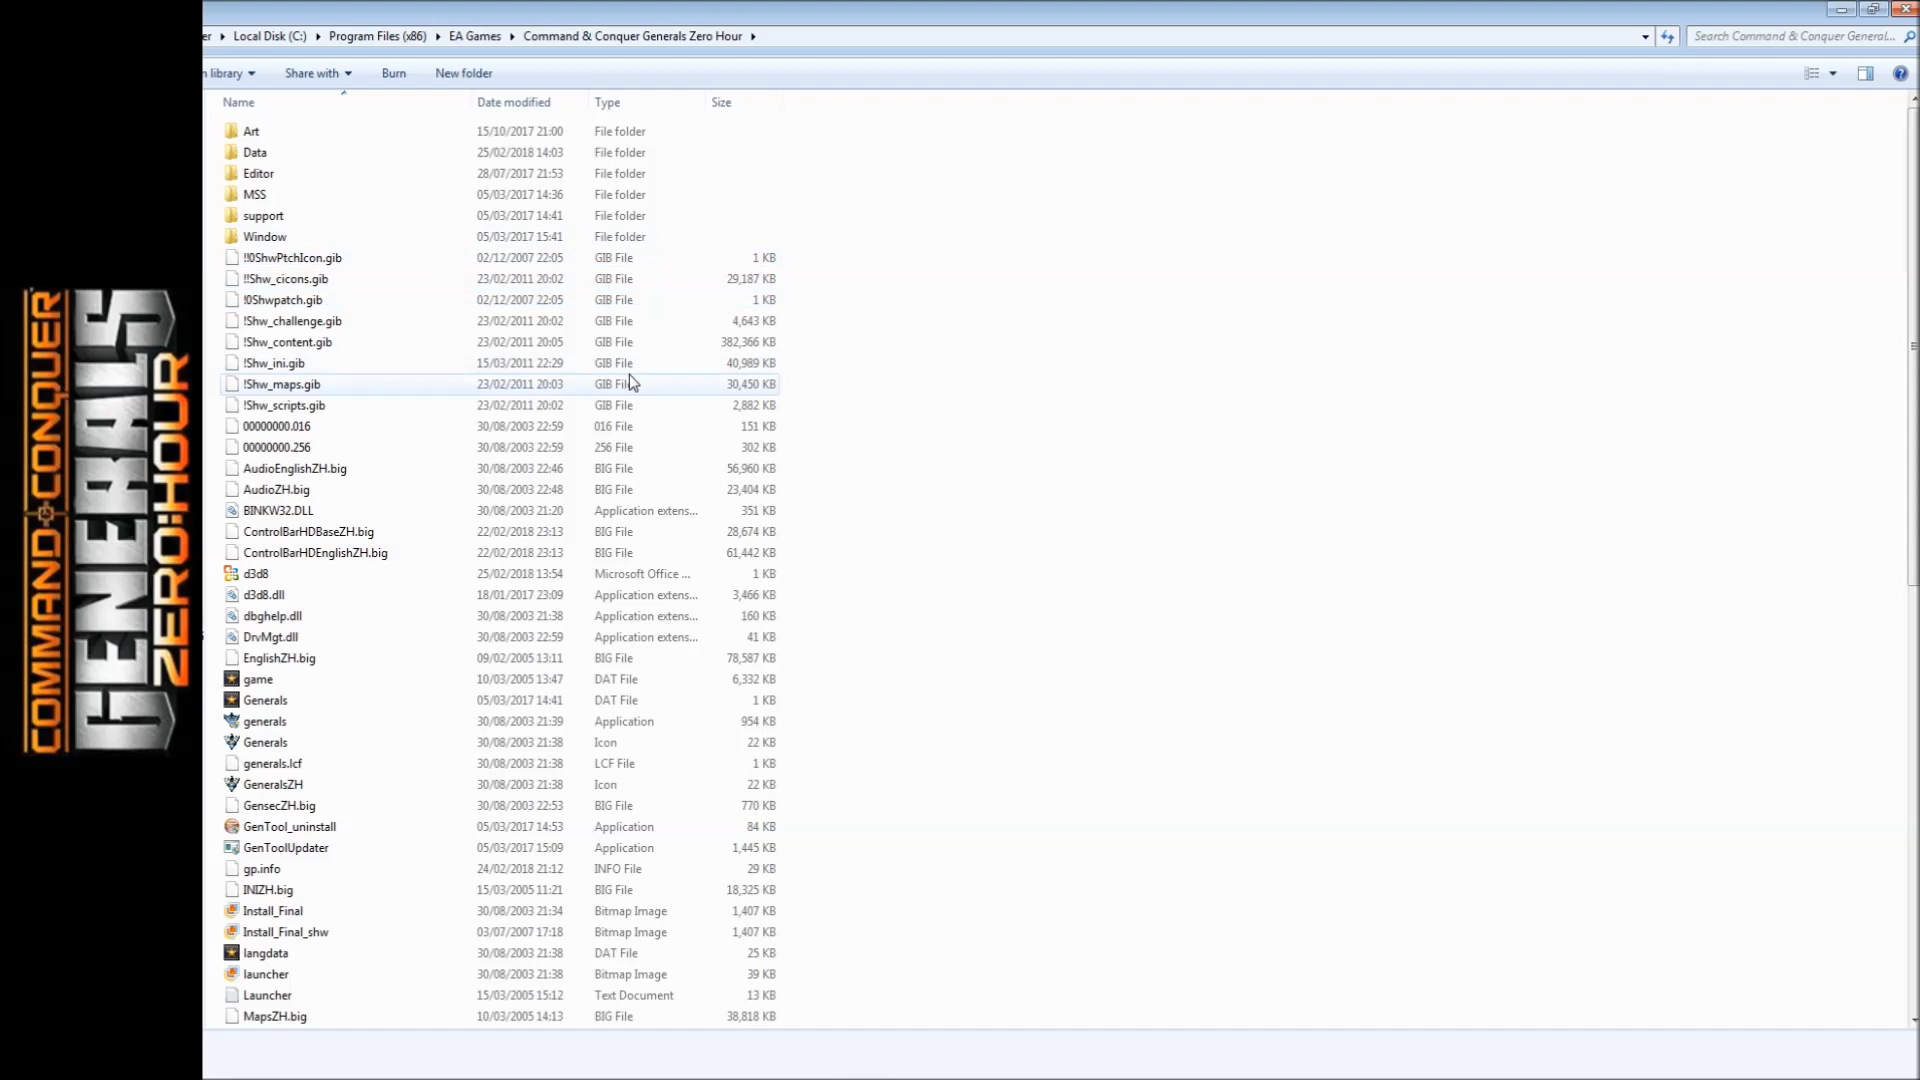 er ▸ Local Disk (C:) ▸ Program Files (x86) ▸ EA Games ▸ Command & Conquer Generals Zero Hour ▸
Search Command & Conquer General...
n library Share with Burn New folder
Name Date modified Type Size
Art 15/10/2017 21:00 File folder
Data 25/02/2018 14:03 File folder
Editor 28/07/2017 21:53 File folder
MSS 05/03/2017 14:36 File folder
support 05/03/2017 14:41 File folder
Window 05/03/2017 15:41 File folder
!!0ShwPtchIcon.gib 02/12/2007 22:05 GIB File 1 KB
!!Shw_cicons.gib 23/02/2011 20:02 GIB File 29,187 KB
!0Shwpatch.gib 02/12/2007 22:05 GIB File 1 KB
!Shw_challenge.gib 23/02/2011 20:02 GIB File 4,643 KB
!Shw_content.gib 23/02/2011 20:05 GIB File 382,366 KB
!Shw_ini.gib 15/03/2011 22:29 GIB File 40,989 KB
!Shw_maps.gib 23/02/2011 20:03 GIB File 30,450 KB
!Shw_scripts.gib 23/02/2011 20:02 GIB File 2,882 KB
00000000.016 30/08/2003 22:59 016 File 151 KB
00000000.256 30/08/2003 22:59 256 File 302 KB
AudioEnglishZH.big 30/08/2003 22:46 BIG File 56,960 KB
AudioZH.big 30/08/2003 22:48 BIG File 23,404 KB
BINKW32.DLL 30/08/2003 21:20 Application extens... 351 KB
ControlBarHDBaseZH.big 22/02/2018 23:13 BIG File 28,674 KB
ControlBarHDEnglishZH.big 22/02/2018 23:13 BIG File 61,442 KB
d3d8 25/02/2018 13:54 Microsoft Office ... 1 KB
d3d8.dll 18/01/2017 23:09 Application extens... 3,466 KB
dbghelp.dll 30/08/2003 21:38 Application extens... 160 KB
DrvMgt.dll 30/08/2003 22:59 Application extens... 41 KB
EnglishZH.big 09/02/2005 13:11 BIG File 78,587 KB
game 10/03/2005 13:47 DAT File 6,332 KB
Generals 05/03/2017 14:41 DAT File 1 KB
generals 30/08/2003 21:39 Application 954 KB
Generals 30/08/2003 21:38 Icon 22 KB
generals.lcf 30/08/2003 21:38 LCF File 1 KB
GeneralsZH 30/08/2003 21:38 Icon 22 KB
GensecZH.big 30/08/2003 22:53 BIG File 770 KB
GenTool_uninstall 05/03/2017 14:53 Application 84 KB
GenToolUpdater 05/03/2017 15:09 Application 1,445 KB
gp.info 24/02/2018 21:12 INFO File 29 KB
INIZH.big 15/03/2005 11:21 BIG File 18,325 KB
Install_Final 30/08/2003 21:34 Bitmap Image 1,407 KB
Install_Final_shw 03/07/2007 17:18 Bitmap Image 1,407 KB
langdata 30/08/2003 21:38 DAT File 25 KB
launcher 30/08/2003 21:38 Bitmap Image 39 KB
Launcher 15/03/2005 15:12 Text Document 13 KB
MapsZH.big 10/03/2005 14:13 BIG File 38,818 KB
COMMAND CONQUER
GENERALS
ZERO:HOUR